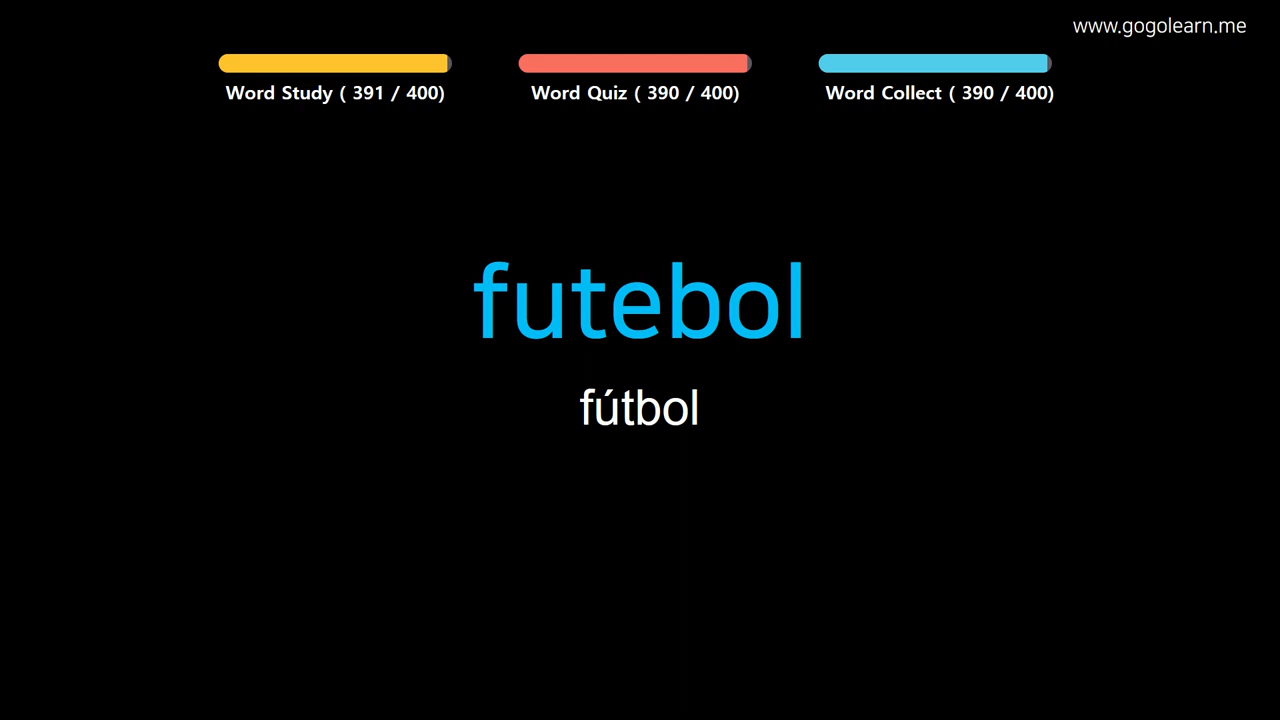 www.gogolearn.me
Word Study ( 391 / 400)
Word Quiz ( 390 / 400)
Word Collect ( 390 / 400)
futebol
fútbol